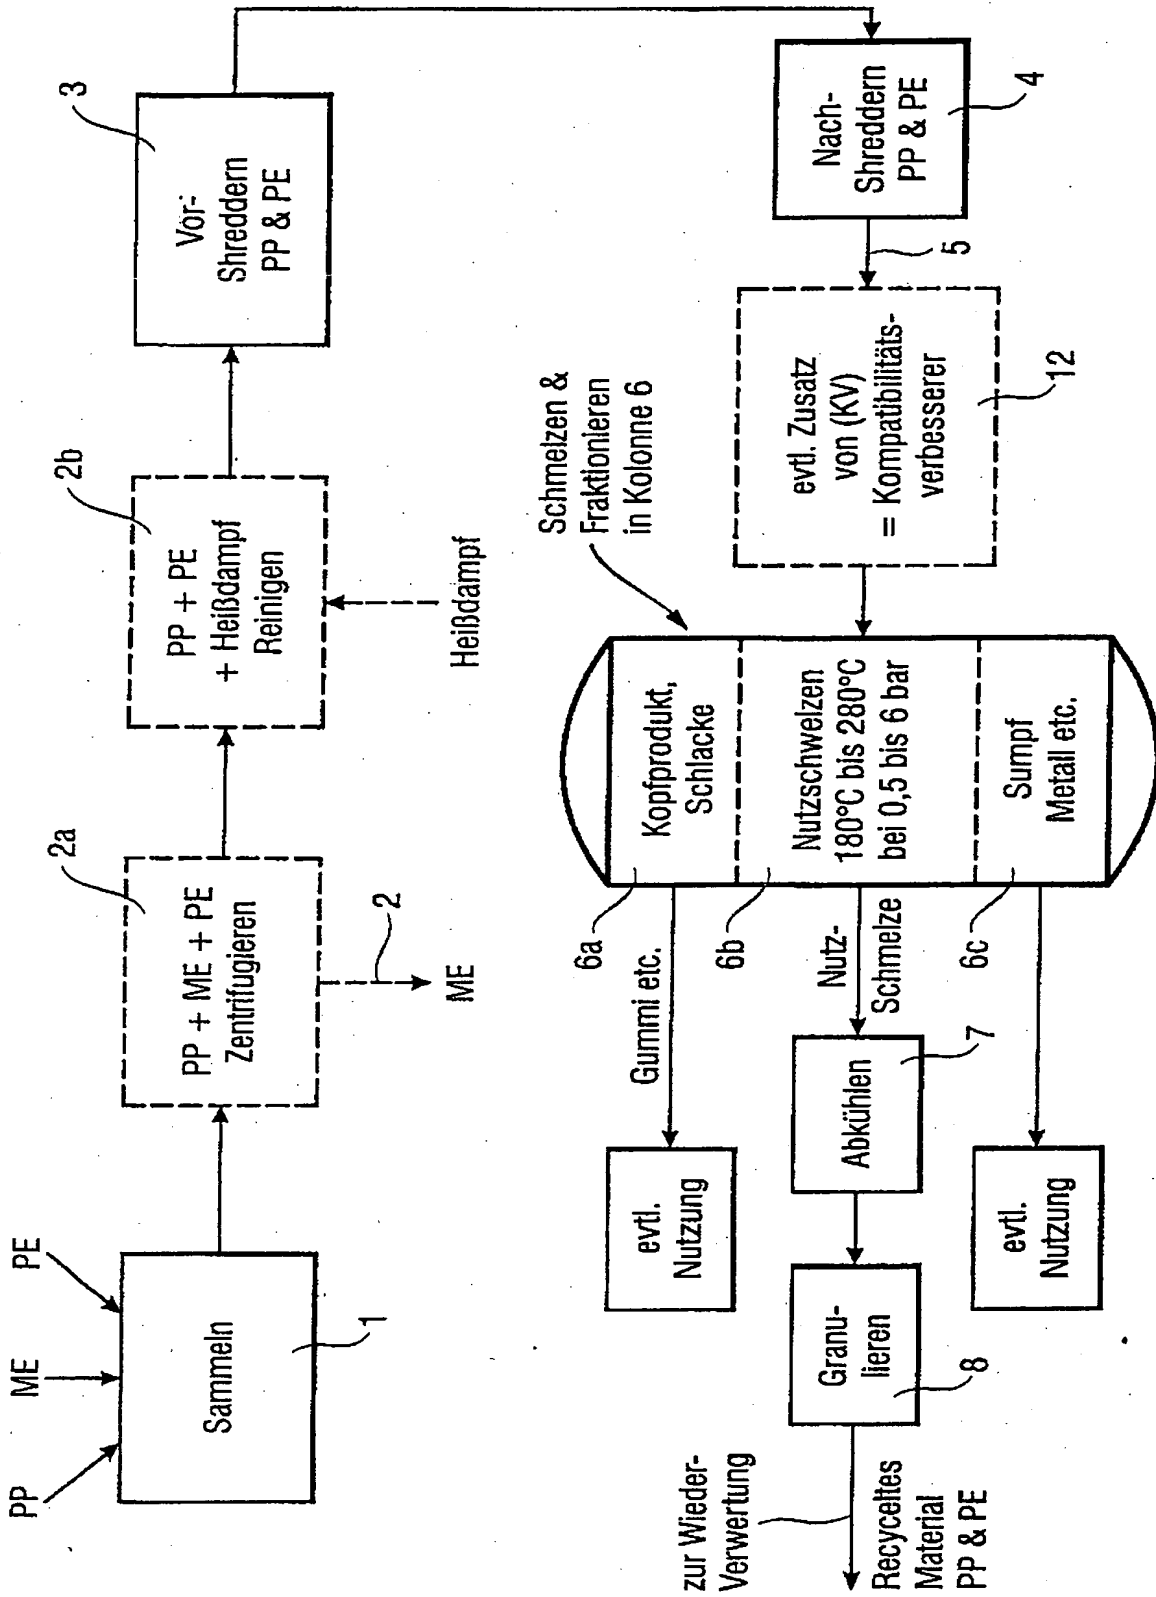 PP
ME
PE
Sammeln
1
PP + ME + PE
Zentrifugieren
2a
2
ME
PP + PE
+ Heißdampf
Reinigen
2b
Heißdampf
Vor-
Shreddern
PP & PE
3
Nach-
Shreddern
PP & PE
4
5
evtl. Zusatz
von (KV)
= Kompatibilitäts-
verbesserer
12
Schmelzen &
Fraktionieren
in Kolonne 6
Kopfprodukt,
Schlacke
Nutzschwelzen
180°C bis 280°C
bei 0,5 bis 6 bar
Sumpf
Metall etc.
6a
6b
6c
Gummi etc.
Nutz-
Schmelze
evtl.
Nutzung
Abkühlen
7
evtl.
Nutzung
Granu-
lieren
8
zur Wieder-
Verwertung
Recyceltes
Material
PP & PE